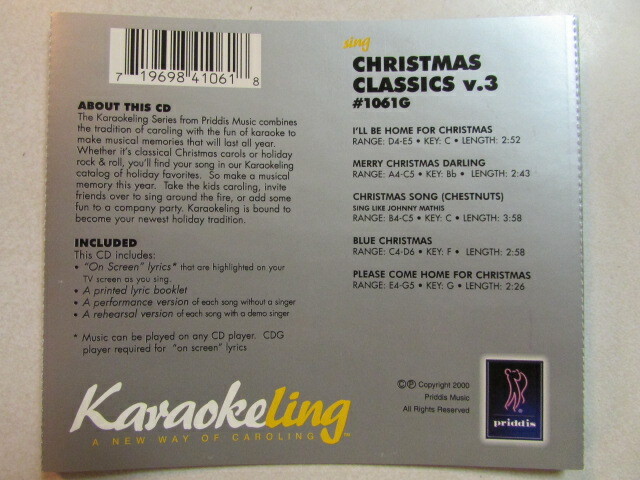 7 19698 41061 8
ABOUT THIS CD
The Karaokeling Series from Priddis Music combines
the tradition of caroling with the fun of karaoke to
make musical memories that will last all year.
Whether it's classical Christmas carols or holiday
rock & roll, you'll find your song in our Karaokeling
catalog of holiday favorites. So make a musical
memory this year. Take the kids caroling, invite
friends over to sing around the fire, or add some
fun to a company party. Karaokeling is bound to
become your newest holiday tradition.
INCLUDED
This CD includes:
• "On Screen" lyrics* that are highlighted on your
TV screen as you sing.
• A printed lyric booklet
• A performance version of each song without a singer
• A rehearsal version of each song with a demo singer
* Music can be played on any CD player. CDG
player required for "on screen" lyrics
Karaokeling™
A NEW WAY OF CAROLING
sing
CHRISTMAS
CLASSICS v.3
#1061G
I'LL BE HOME FOR CHRISTMAS
RANGE: D4-E5 • KEY: C • LENGTH: 2:52
MERRY CHRISTMAS DARLING
RANGE: A4-C5 • KEY: Bb • LENGTH: 2:43
CHRISTMAS SONG (CHESTNUTS)
SING LIKE JOHNNY MATHIS
RANGE: B4-C5 • KEY: C • LENGTH: 3:58
BLUE CHRISTMAS
RANGE: C4-D6 • KEY: F • LENGTH: 2:58
PLEASE COME HOME FOR CHRISTMAS
RANGE: E4-G5 • KEY: G • LENGTH: 2:26
©℗ Copyright 2000
Priddis Music
All Rights Reserved
®
priddis